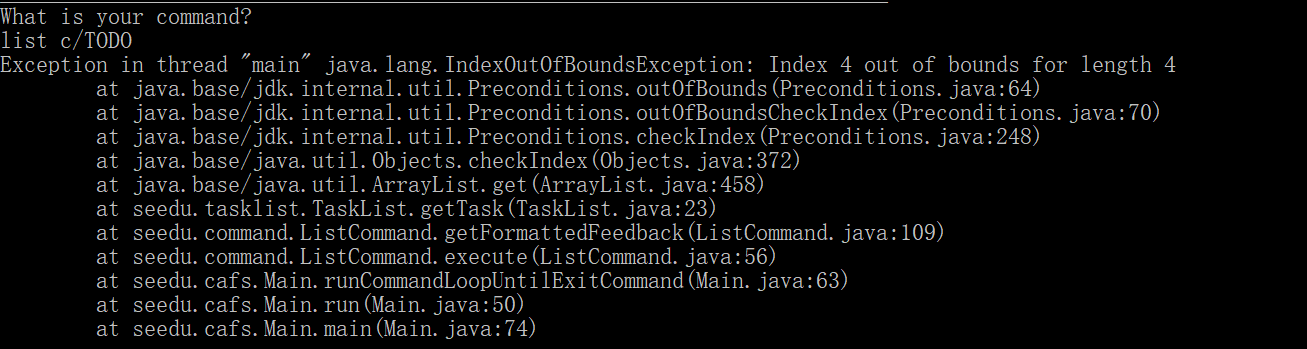 What is your command?
list c/TODO
Exception in thread "main" java.lang.IndexOutOfBoundsException: Index 4 out of bounds for length 4
at java.base/jdk.internal.util.Preconditions.outOfBounds(Preconditions.java:64)
at java.base/jdk.internal.util.Preconditions.outOfBoundsCheckIndex(Preconditions.java:70)
at java.base/jdk.internal.util.Preconditions.checkIndex(Preconditions.java:248)
at java.base/java.util.Objects.checkIndex(Objects.java:372)
at java.base/java.util.ArrayList.get(ArrayList.java:458)
at seedu.tasklist.TaskList.getTask(TaskList.java:23)
at seedu.command.ListCommand.getFormattedFeedback(ListCommand.java:109)
at seedu.command.ListCommand.execute(ListCommand.java:56)
at seedu.cafs.Main.runCommandLoopUntilExitCommand(Main.java:63)
at seedu.cafs.Main.run(Main.java:50)
at seedu.cafs.Main.main(Main.java:74)